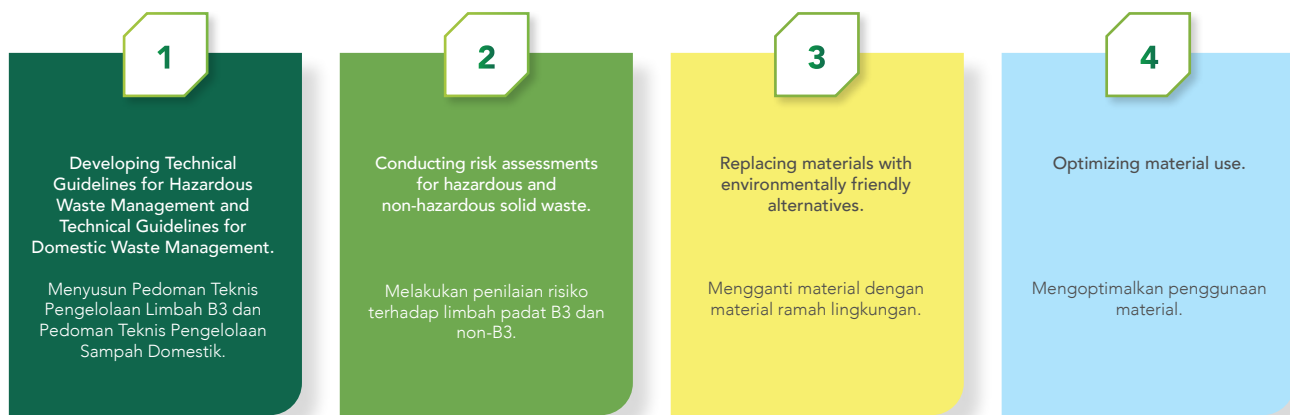 1
Developing Technical
Guidelines for Hazardous
Waste Management and
Technical Guidelines for
Domestic Waste Management.
Menyusun Pedoman Teknis
Pengelolaan Limbah B3 dan
Pedoman Teknis Pengelolaan
Sampah Domestik.
2
Conducting risk assessments
for hazardous and
non-hazardous solid waste.
Melakukan penilaian risiko
terhadap limbah padat B3 dan
non-B3.
3
Replacing materials with
environmentally friendly
alternatives.
Mengganti material dengan
material ramah lingkungan.
4
Optimizing material use.
Mengoptimalkan penggunaan
material.